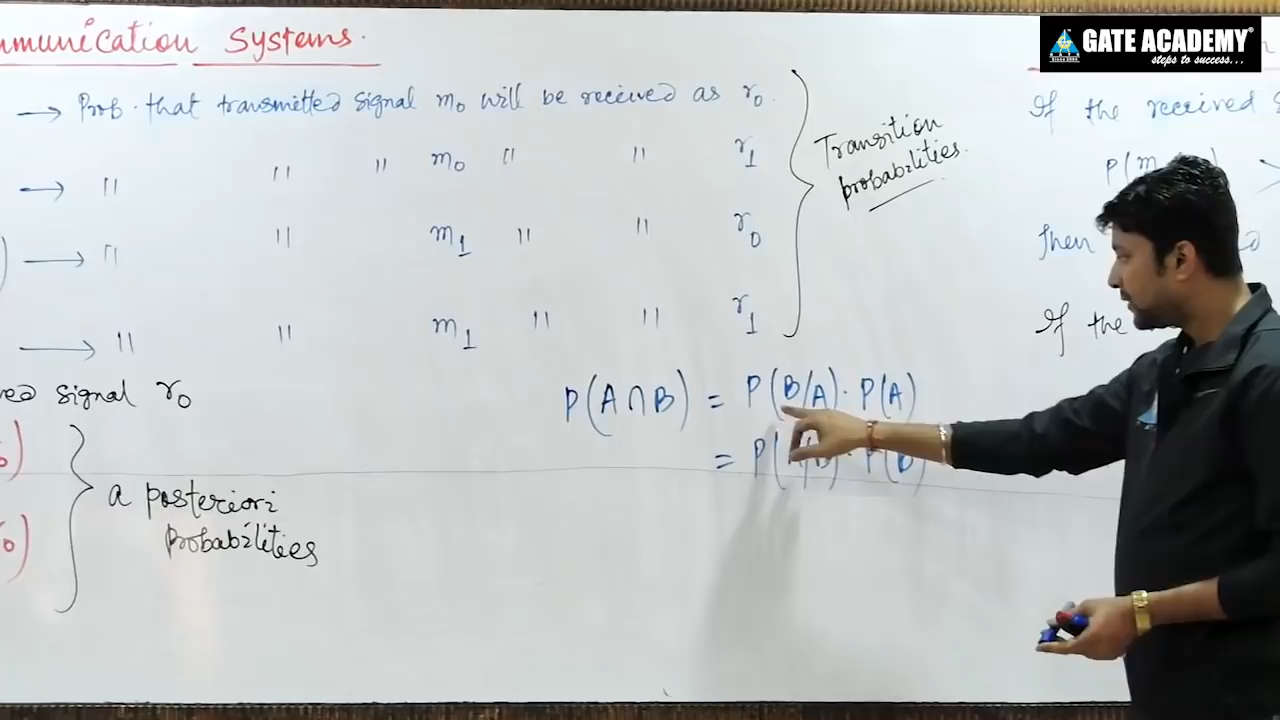 mmunication Systems.
GATE ACADEMY®
steps to success...
→ Prob. that transmitted signal m₀ will be received as r₀.
→ " " " m₀ " " r₁
→ " " m₁ " " r₀
→ " " m₁ " " r₁
Transition
probabilities.
If the received
P(m
Then
If the
ved signal r₀
a posteriori
probabilities
P(A∩B) = P(B/A)·P(A)
= P( ·P(B